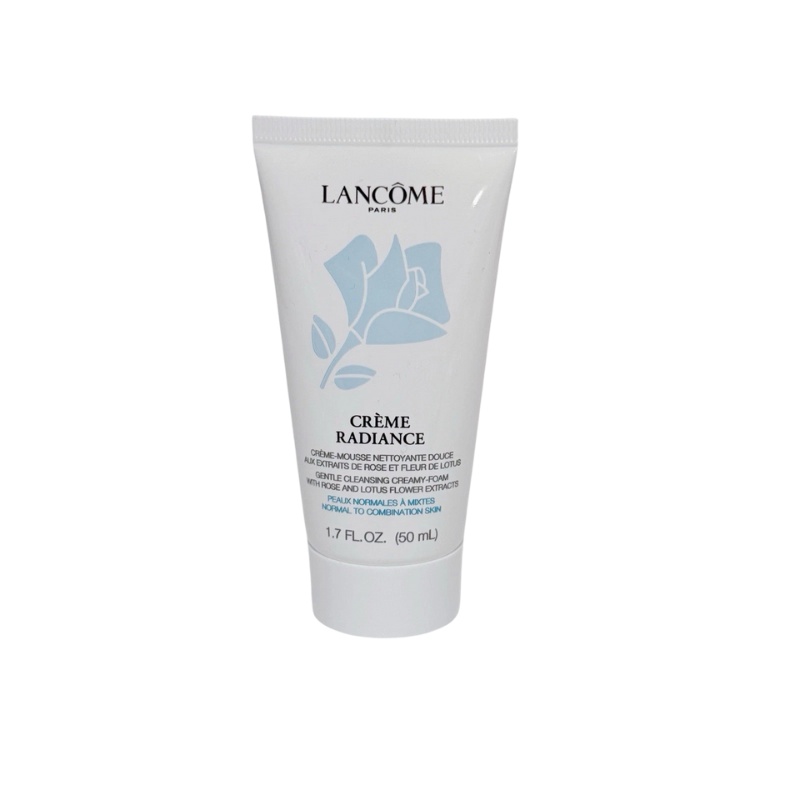 LANCÔME
PARIS
CRÈME
RADIANCE
CRÈME-MOUSSE NETTOYANTE DOUCE
AUX EXTRAITS DE ROSE ET FLEUR DE LOTUS
GENTLE CLEANSING CREAMY-FOAM
WITH ROSE AND LOTUS FLOWER EXTRACTS
PEAUX NORMALES À MIXTES
NORMAL TO COMBINATION SKIN
1.7 FL.OZ. (50 mL)